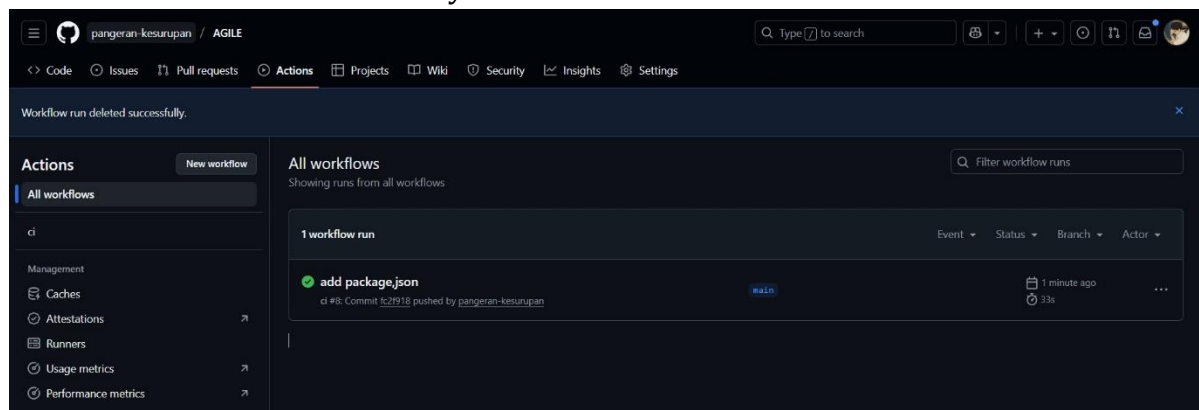 y
pangeran-kesurupan / AGILE
Type / to search
Code Issues Pull requests Actions Projects Wiki Security Insights Settings
Workflow run deleted successfully.
Actions New workflow
All workflows
ci
Management
Caches
Attestations
Runners
Usage metrics
Performance metrics
All workflows
Showing runs from all workflows
Filter workflow runs
1 workflow run Event Status Branch Actor
add package,json
ci #8: Commit fc2f918 pushed by pangeran-kesurupan
main
1 minute ago
33s